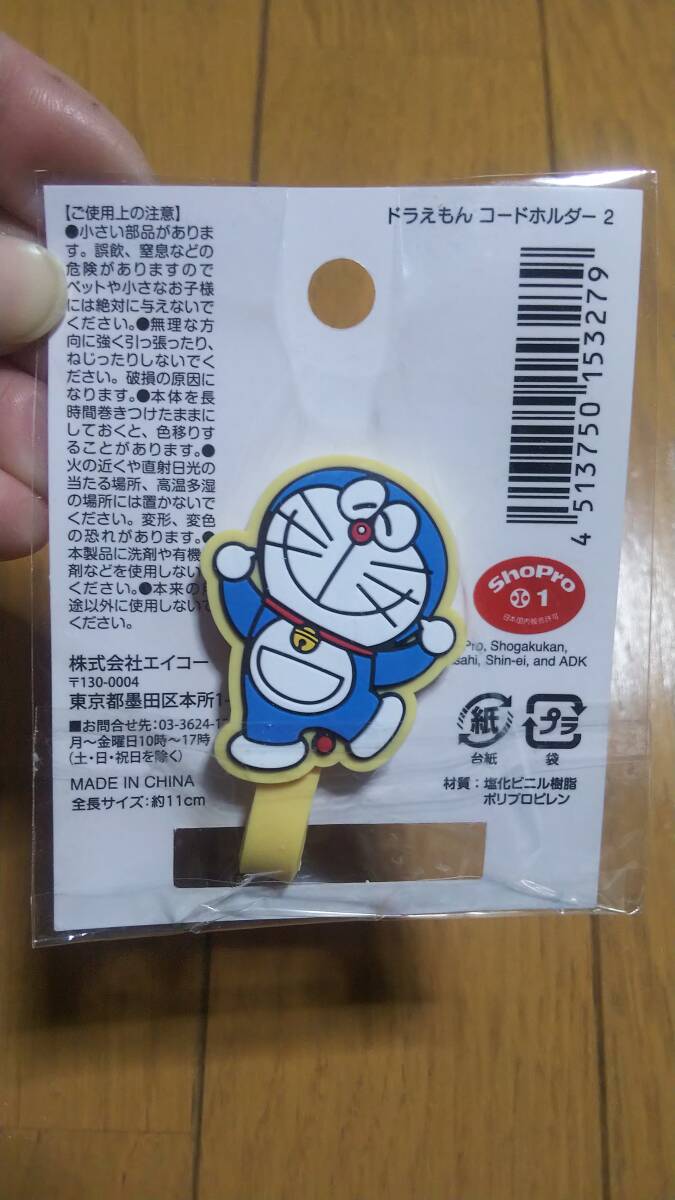 【ご使用上の注意】
●小さい部品がありま
す。誤飲、窒息などの
危険がありますので
ペットや小さなお子様
には絶対に与えないで
ください。●無理な方
向に強く引っ張ったり、
ねじったりしないでく
ださい。破損の原因に
なります。●本体を長
時間巻きつけたままに
しておくと、色移りす
ることがあります。●
火の近くや直射日光の
当たる場所、高温多湿
の場所には置かないで
ください。変形、変色
の恐れがあります。●
本製品に洗剤や有機
剤などを使用しない
ください。●本来の
途以外に使用しない
ください。
株式会社エイコー
〒130-0004
東京都墨田区本所1-
■お問合せ先:03-3624-1
月~金曜日10時~17時
(土・日・祝日を除く)
MADE IN CHINA
全長サイズ:約11cm
ドラえもん コードホルダー 2
4 513750 153279
ShoPro
1
日本国内販売許可
Pro, Shogakukan,
sahi, Shin-ei, and ADK
紙
台紙
プラ
袋
材質:塩化ビニル樹脂
ポリプロピレン